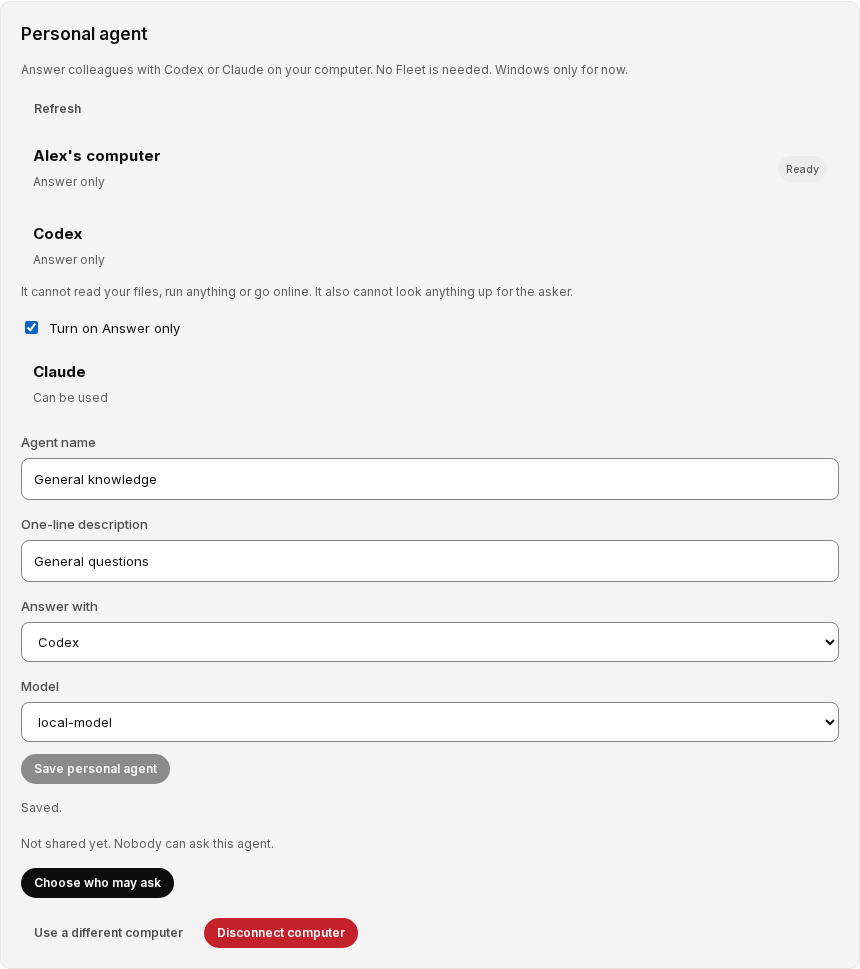 Personal agent
Answer colleagues with Codex or Claude on your computer. No Fleet is needed. Windows only for now.
Refresh
Alex's computer
Answer only
Ready
Codex
Answer only
It cannot read your files, run anything or go online. It also cannot look anything up for the asker.
Turn on Answer only
Claude
Can be used
Agent name
General knowledge
One-line description
General questions
Answer with
Codex
Model
local-model
Save personal agent
Saved.
Not shared yet. Nobody can ask this agent.
Choose who may ask
Use a different computer
Disconnect computer